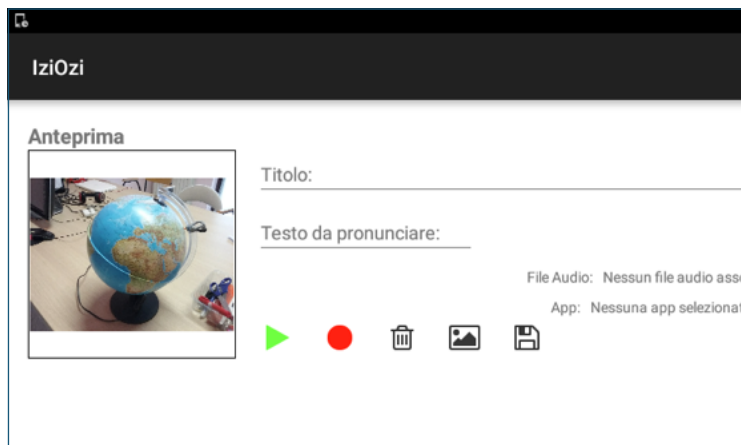 IziOzi
Anteprima
Titolo:
Testo da pronunciare:
File Audio: Nessun file audio
App: Nessuna app